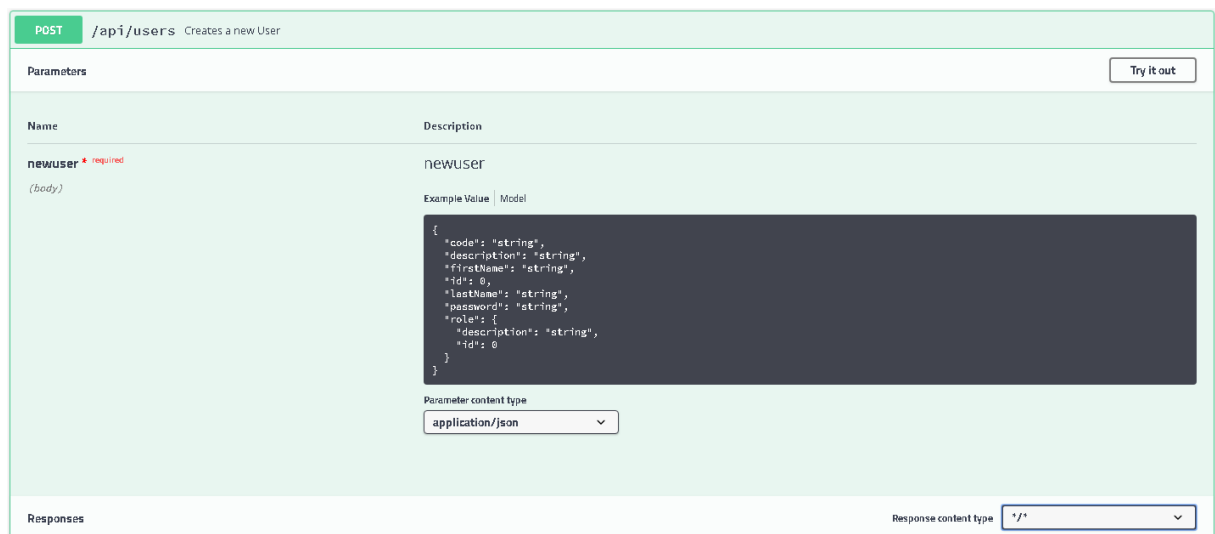 POST /api/users Creates a new User
Parameters Try it out
Name Description
newuser * required newuser
(body)
Example Value Model
{
  "code": "string",
  "description": "string",
  "firstName": "string",
  "id": 0,
  "lastName": "string",
  "password": "string",
  "role": {
    "description": "string",
    "id": 0
  }
}
Parameter content type
application/json
Responses Response content type */*